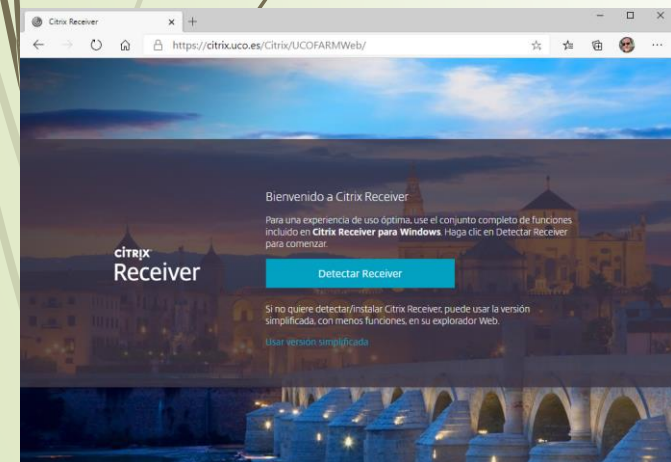 Citrix Receiver
https://citrix.uco.es/Citrix/UCOFARMWeb/
Bienvenido a Citrix Receiver
Para una experiencia de uso óptima, use el conjunto completo de funciones
incluido en Citrix Receiver para Windows. Haga clic en Detectar Receiver
para comenzar.
CİTRIX
Receiver
Detectar Receiver
Si no quiere detectar/instalar Citrix Receiver, puede usar la versión
simplificada, con menos funciones, en su explorador Web.
Usar versión simplificada